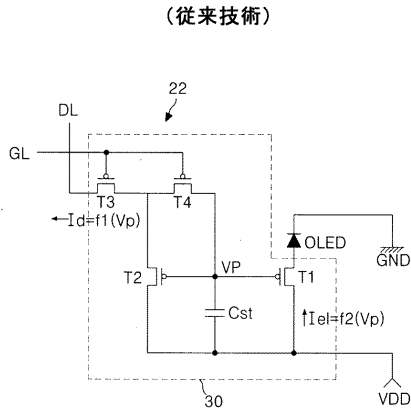 (従来技術)
22
DL
GL
T3
T4
Id=f1(Vp)
OLED
GND
T2
VP
T1
Cst
Iel=f2(Vp)
30
VDD